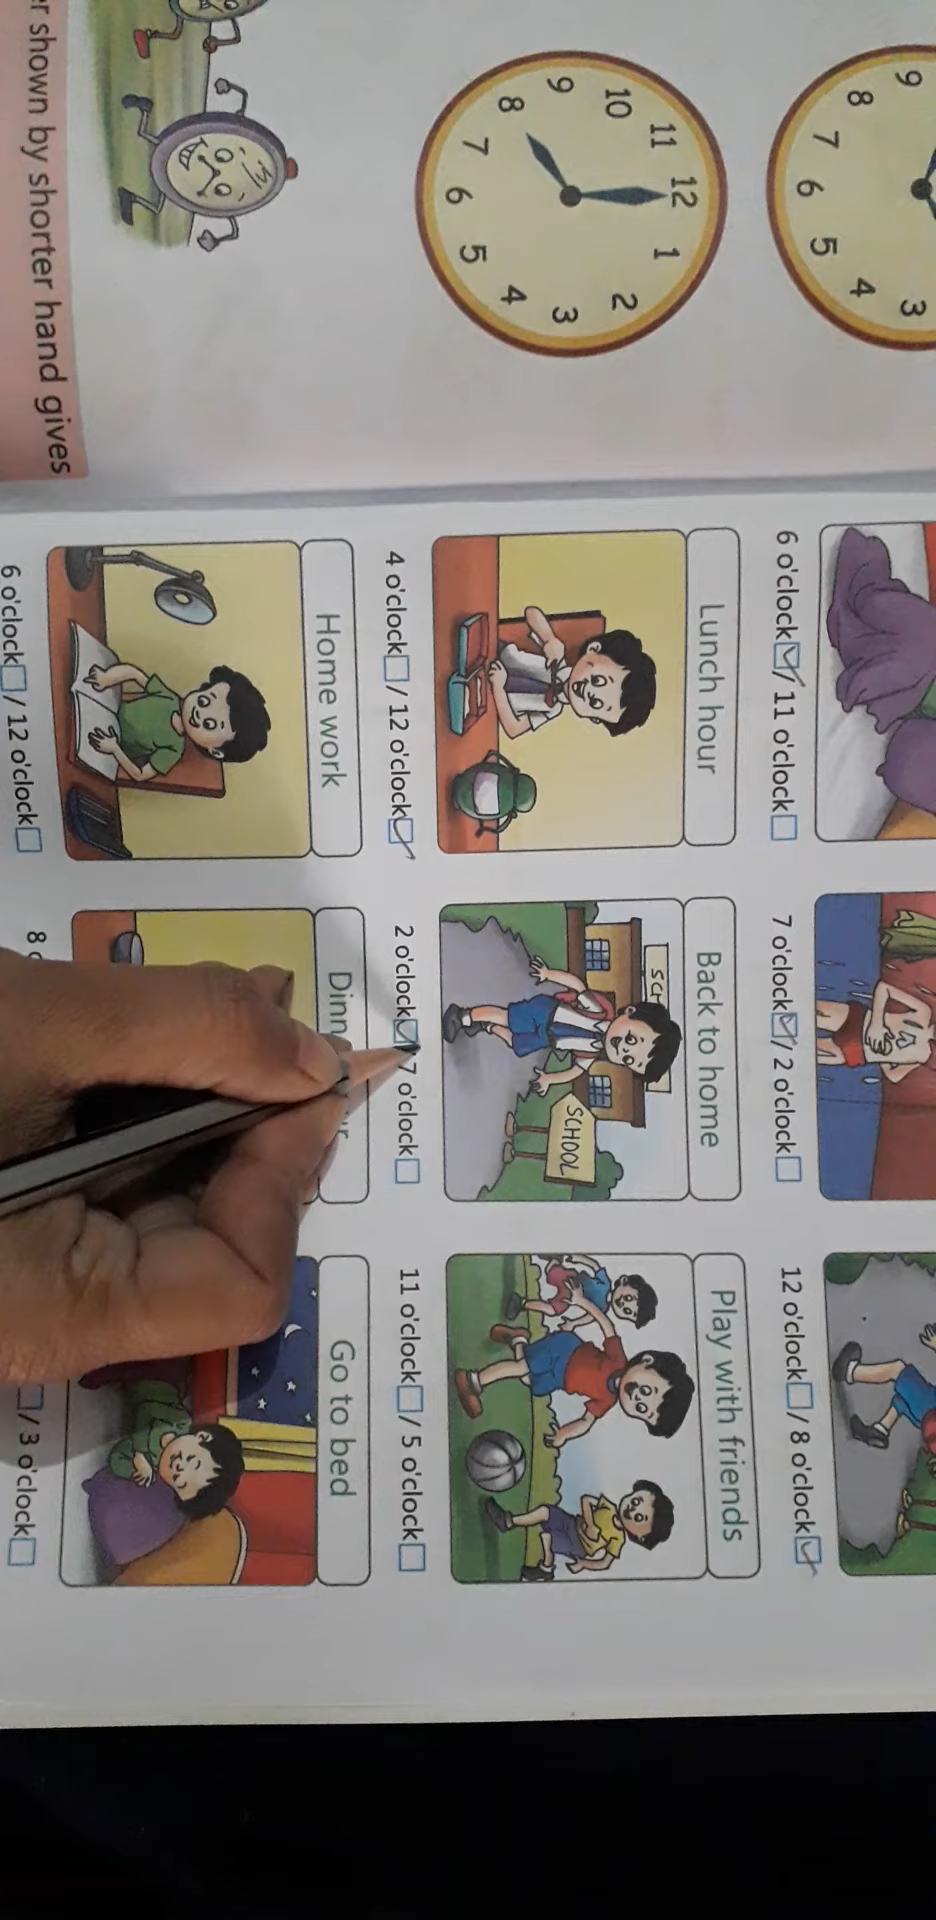 9
8
7
6
5
4
3
12
11
10
9
8
7
6
5
4
3
2
1
shown by shorter hand gives
6 o'clock / 11 o'clock
7 o'clock / 2 o'clock
12 o'clock / 8 o'clock
Lunch hour
Back to home
Play with friends
SCHOOL
4 o'clock / 12 o'clock
2 o'clock 7 o'clock
11 o'clock / 5 o'clock
Home work
Go to bed
6 o'clock / 12 o'clock
8
/ 3 o'clock